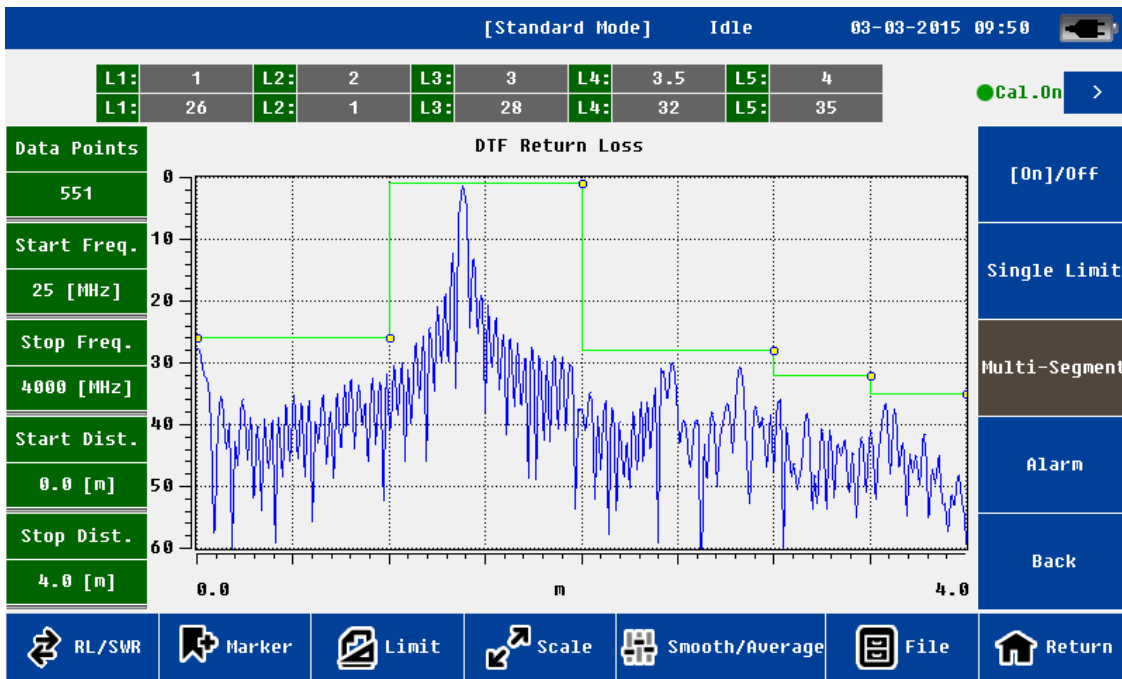 [Standard Mode] Idle 03-03-2015 09:50
L1: 1 L2: 2 L3: 3 L4: 3.5 L5: 4
L1: 26 L2: 1 L3: 28 L4: 32 L5: 35
Cal.On >
Data Points
551
Start Freq.
25 [MHz]
Stop Freq.
4000 [MHz]
Start Dist.
0.0 [m]
Stop Dist.
4.0 [m]
DTF Return Loss
0
10
20
30
40
50
60
0.0 m 4.0
[On]/Off
Single Limit
Multi-Segment
Alarm
Back
RL/SWR Marker Limit Scale Smooth/Average File Return